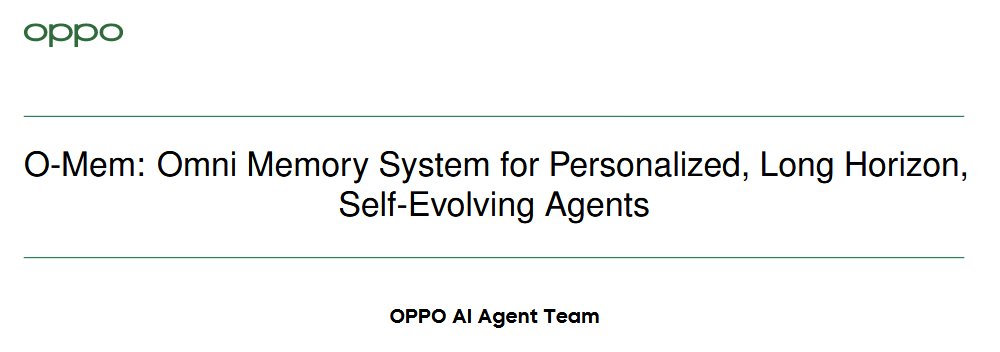 oppo
O-Mem: Omni Memory System for Personalized, Long Horizon,
Self-Evolving Agents
OPPO AI Agent Team